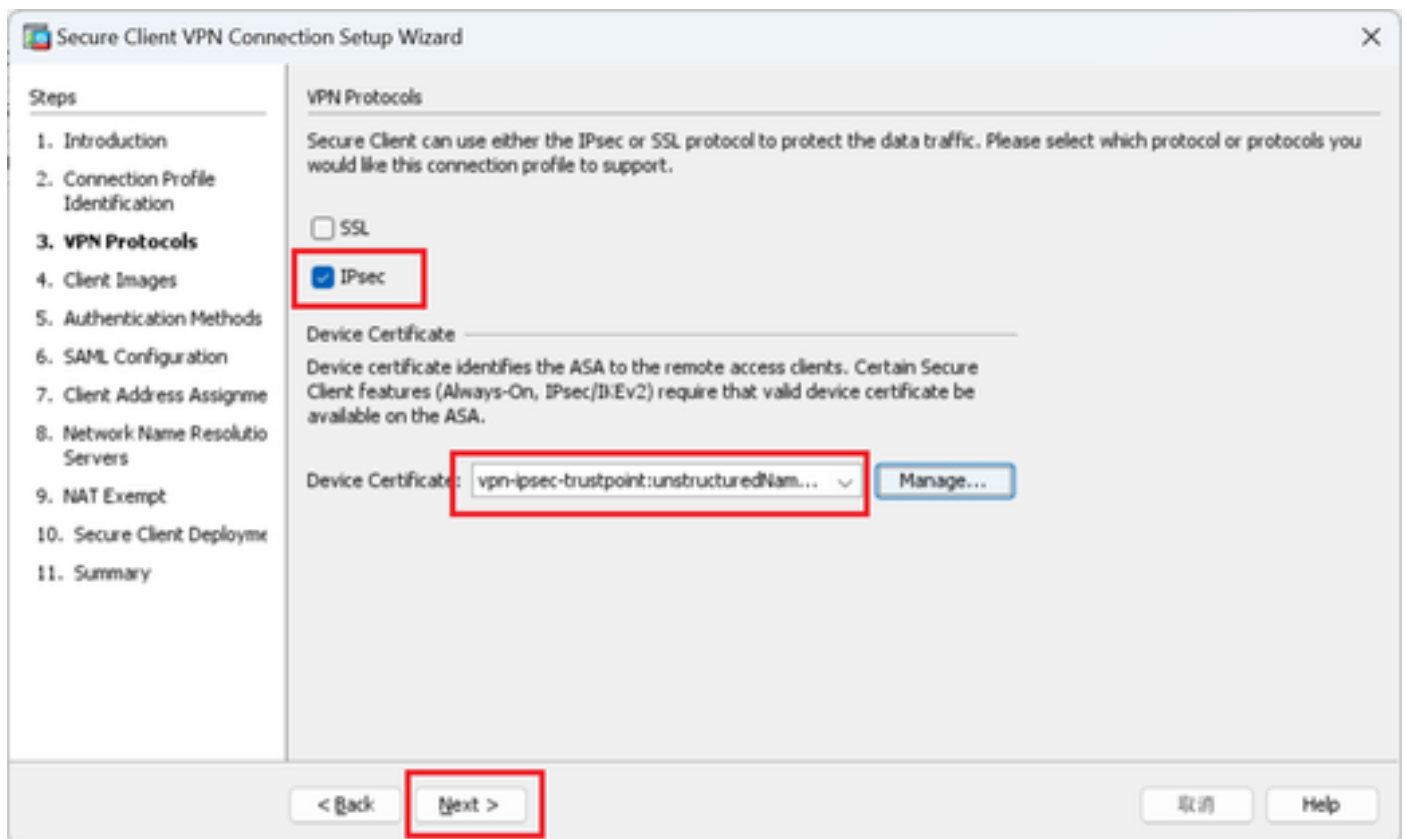 Secure Client VPN Connection Setup Wizard
Steps
1. Introduction
2. Connection Profile
Identification
3. VPN Protocols
4. Client Images
5. Authentication Methods
6. SAML Configuration
7. Client Address Assignme
8. Network Name Resolutio
Servers
9. NAT Exempt
10. Secure Client Deployme
11. Summary
VPN Protocols
Secure Client can use either the IPsec or SSL protocol to protect the data traffic. Please select which protocol or protocols you
would like this connection profile to support.
SSL
IPsec
Device Certificate
Device certificate identifies the ASA to the remote access clients. Certain Secure
Client features (Always-On, IPsec/IKEv2) require that valid device certificate be
available on the ASA.
Device Certificate: vpn-ipsec-trustpoint:unstructuredNam... Manage...
< Back Next > 取消 Help